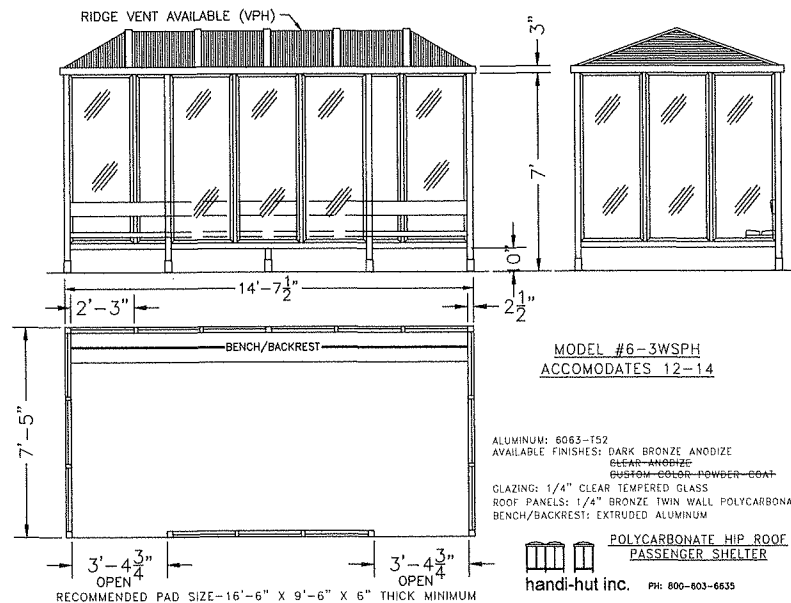 RIDGE VENT AVAILABLE (VPH)
3"
7'
0"
14'-7 1/2"
2'-3"
2 1/2"
BENCH/BACKREST
7'-5"
MODEL #6-3WSPH
ACCOMODATES 12-14
ALUMINUM: 6063-T52
AVAILABLE FINISHES: DARK BRONZE ANODIZE
CLEAR ANODIZE
CUSTOM COLOR POWDER COAT
GLAZING: 1/4" CLEAR TEMPERED GLASS
ROOF PANELS: 1/4" BRONZE TWIN WALL POLYCARBONA
BENCH/BACKREST: EXTRUDED ALUMINUM
3'-4 3/4"
OPEN
3'-4 3/4"
OPEN
RECOMMENDED PAD SIZE-16'-6" X 9'-6" X 6" THICK MINIMUM
POLYCARBONATE HIP ROOF
PASSENGER SHELTER
handi-hut inc.
PH: 800-603-6635